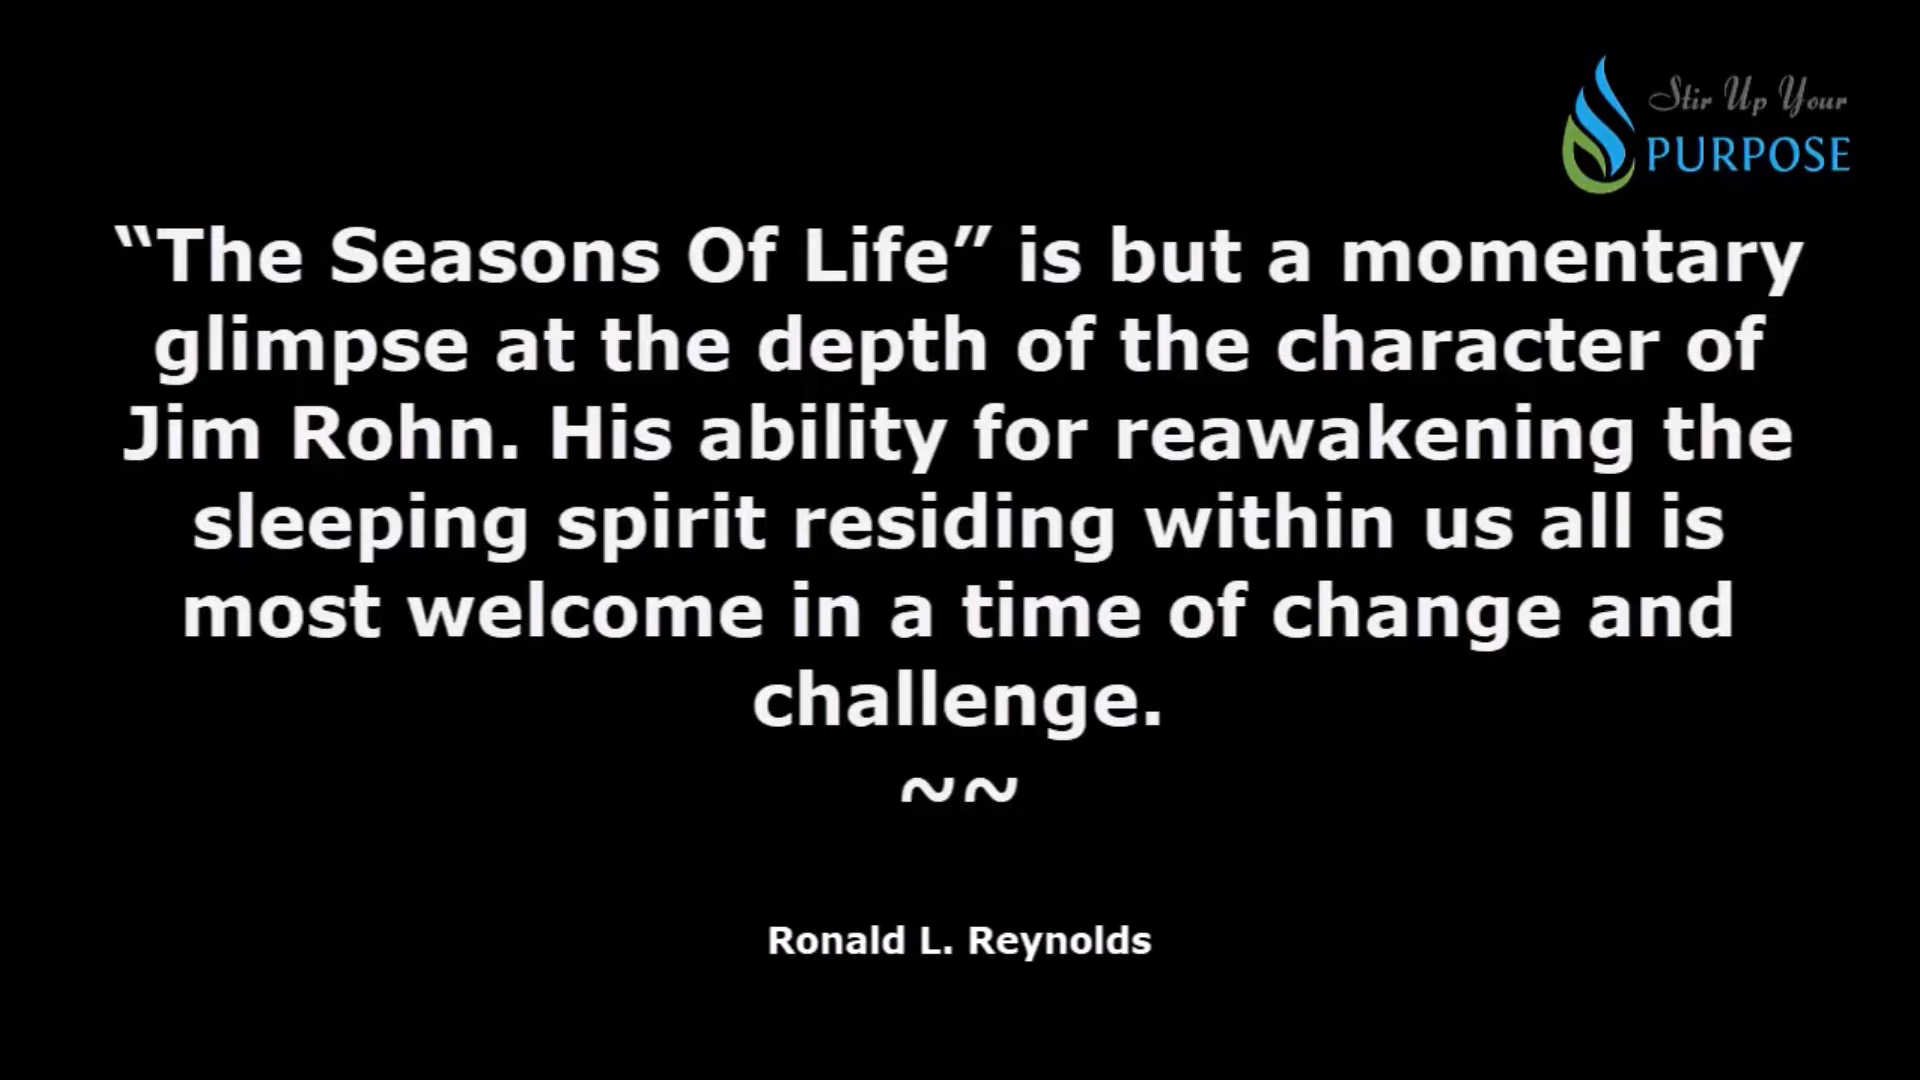 Stir Up Your
PURPOSE
“The Seasons Of Life” is but a momentary
glimpse at the depth of the character of
Jim Rohn. His ability for reawakening the
sleeping spirit residing within us all is
most welcome in a time of change and
challenge.
~~
Ronald L. Reynolds